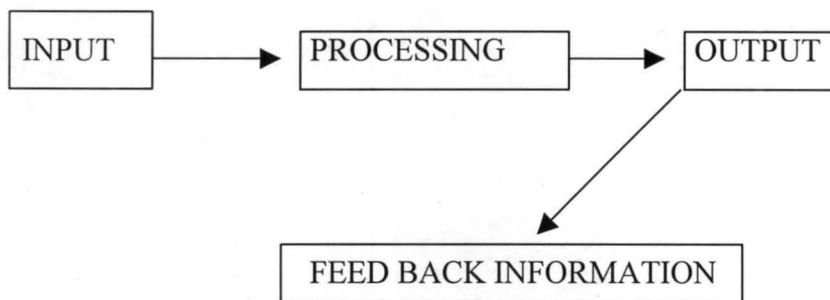 INPUT
PROCESSING
OUTPUT
FEED BACK INFORMATION